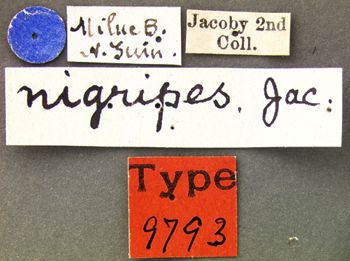 Milne B.
N. Guin.
Jacoby 2nd
Coll.
nigripes. Jac.
Type
9793